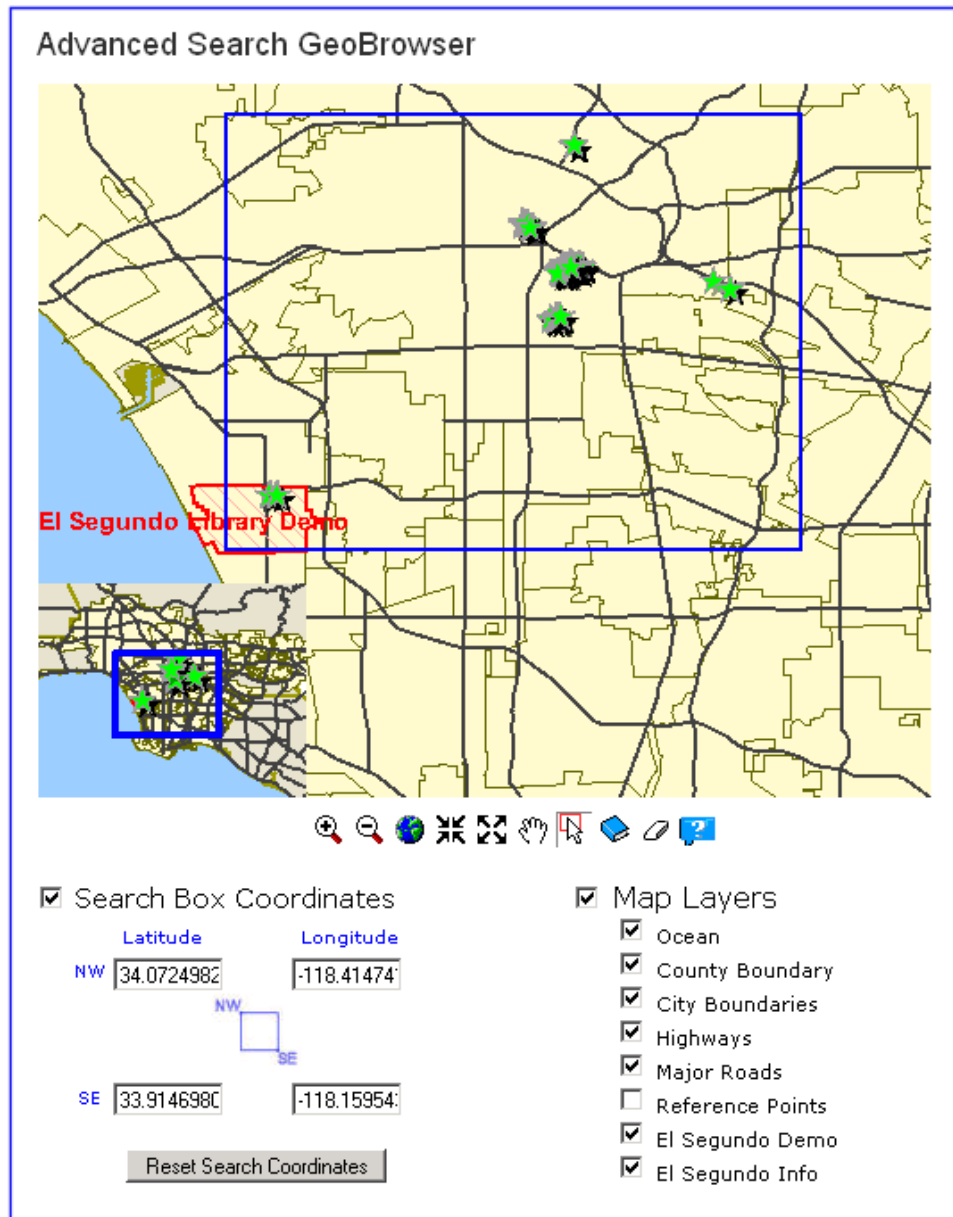 Advanced Search GeoBrowser
El Segundo Library Demo
?
Search Box Coordinates
Latitude Longitude
NW 34.0724982 -118.41474
NW
SE
SE 33.9146980 -118.15954
Reset Search Coordinates
Map Layers
Ocean
County Boundary
City Boundaries
Highways
Major Roads
Reference Points
El Segundo Demo
El Segundo Info